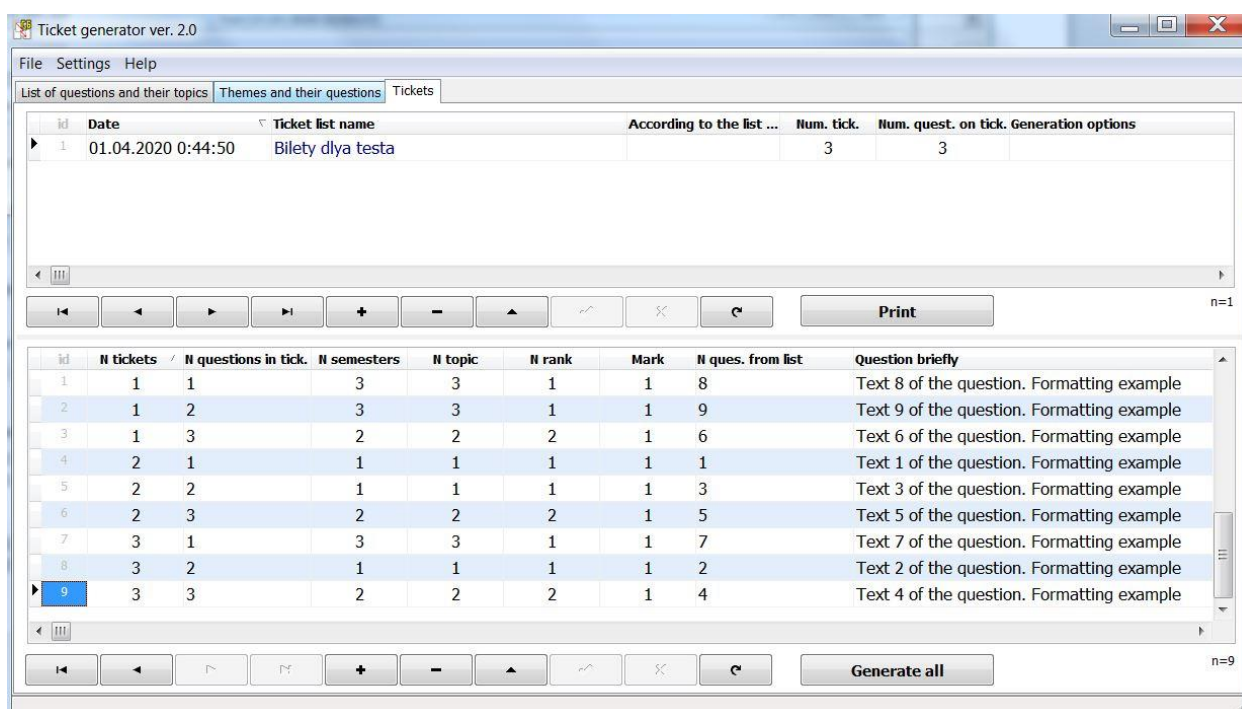 Ticket generator ver. 2.0
File Settings Help
List of questions and their topics Themes and their questions Tickets
id Date Ticket list name According to the list ... Num. tick. Num. quest. on tick. Generation options
1 01.04.2020 0:44:50 Bilety dlya testa 3 3
Print n=1
id N tickets N questions in tick. N semesters N topic N rank Mark N ques. from list Question briefly
1 1 1 3 3 1 1 8 Text 8 of the question. Formatting example
2 1 2 3 3 1 1 9 Text 9 of the question. Formatting example
3 1 3 2 2 2 1 6 Text 6 of the question. Formatting example
4 2 1 1 1 1 1 1 Text 1 of the question. Formatting example
5 2 2 1 1 1 1 3 Text 3 of the question. Formatting example
6 2 3 2 2 2 1 5 Text 5 of the question. Formatting example
7 3 1 3 3 1 1 7 Text 7 of the question. Formatting example
8 3 2 1 1 1 1 2 Text 2 of the question. Formatting example
9 3 3 2 2 2 1 4 Text 4 of the question. Formatting example
Generate all n=9